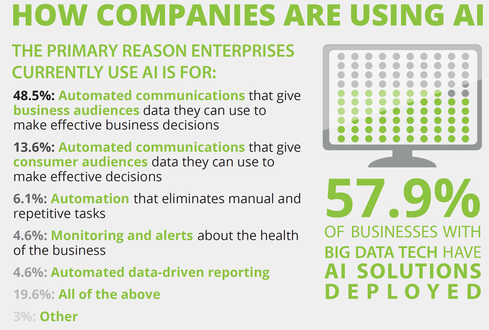 HOW COMPANIES ARE USING AI
THE PRIMARY REASON ENTERPRISES
CURRENTLY USE AI IS FOR:
48.5%: Automated communications that give
business audiences data they can use to
make effective business decisions
13.6%: Automated communications that give
consumer audiences data they can use to
make effective decisions
6.1%: Automation that eliminates manual and
repetitive tasks
4.6%: Monitoring and alerts about the health
of the business
4.6%: Automated data-driven reporting
19.6%: All of the above
3%: Other
57.9%
OF BUSINESSES WITH
BIG DATA TECH HAVE
AI SOLUTIONS
DEPLOYED